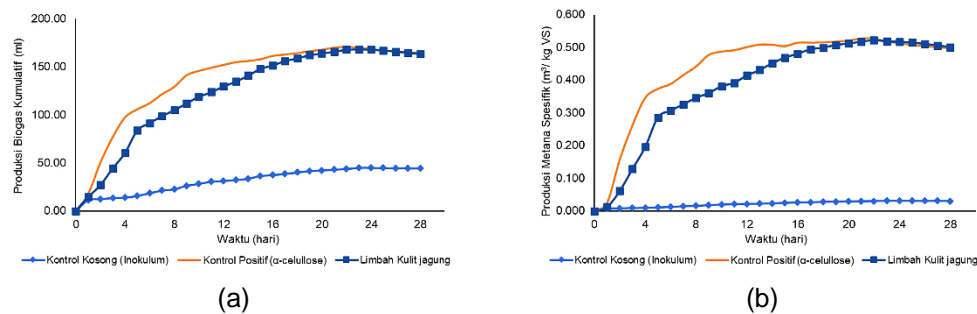 Produksi Biogas Kumulatif (ml)
200.00
150.00
100.00
50.00
0.00
0 4 8 12 16 20 24 28
Waktu (hari)
Kontrol Kosong (Inokulum) Kontrol Positif (α-celullose) Limbah Kulit jagung
(a)
Produksi Metana Spesifik (m³/ kg VS)
0.600
0.500
0.400
0.300
0.200
0.100
0.000
0 4 8 12 16 20 24 28
Waktu (hari)
Kontrol Kosong (Inokulum) Kontrol Positif (α-celullose) Limbah Kulit jagung
(b)